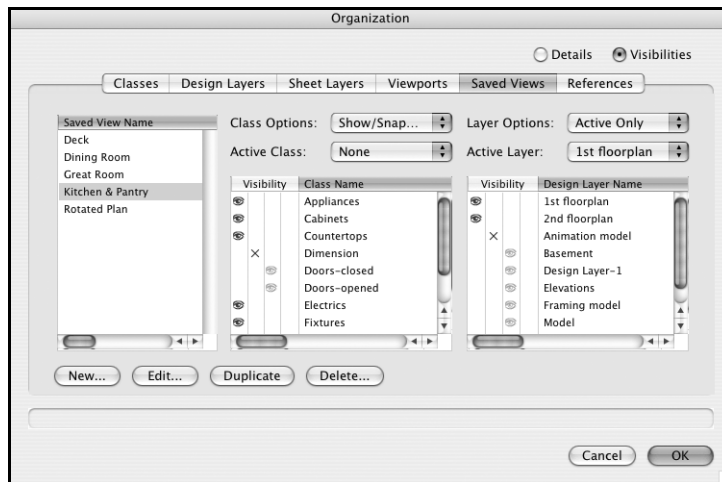 Organization
Details Visibilities
Classes Design Layers Sheet Layers Viewports Saved Views References
Saved View Name
Deck
Dining Room
Great Room
Kitchen & Pantry
Rotated Plan
Class Options: Show/Snap...
Active Class: None
Visibility Class Name
Appliances
Cabinets
Countertops
Dimension
Doors-closed
Doors-opened
Electrics
Fixtures
Layer Options: Active Only
Active Layer: 1st floorplan
Visibility Design Layer Name
1st floorplan
2nd floorplan
Animation model
Basement
Design Layer-1
Elevations
Framing model
Model
New... Edit... Duplicate Delete...
Cancel OK